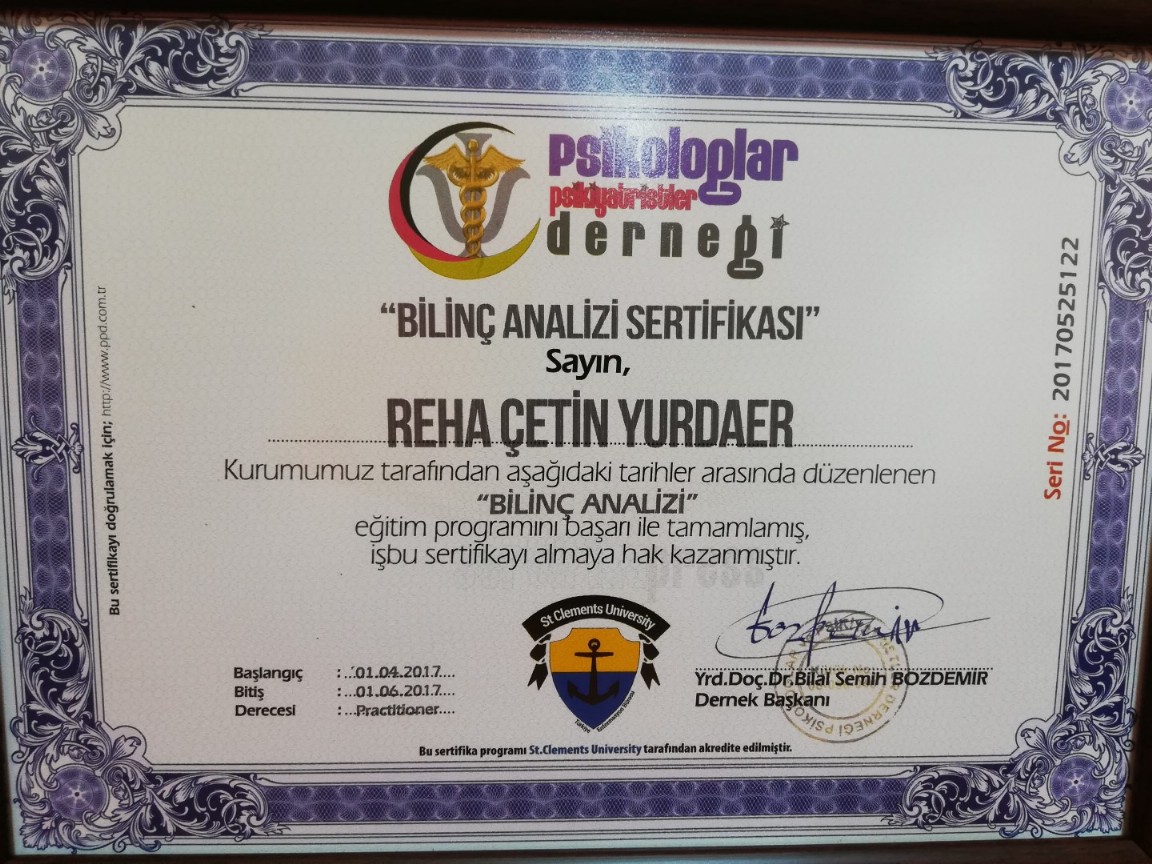 psikologlar
psikiyatristler
derneği
"BİLİNÇ ANALİZİ SERTİFİKASI"
Sayın,
REHA ÇETİN YURDAER
Kurumumuz tarafından aşağıdaki tarihler arasında düzenlenen
"BİLİNÇ ANALİZİ"
eğitim programını başarı ile tamamlamış,
işbu sertifikayı almaya hak kazanmıştır.
Bu sertifikayı doğrulamak için; http://www.ppd.com.tr
Seri No: 20170525122
St Clements University
Başlangıç : 01.04.2017
Bitiş : 01.06.2017
Derecesi : Practitioner
Yrd.Doç.Dr.Bilal Semih BOZDEMİR
Dernek Başkanı
Bu sertifika programı St.Clements University tarafından akredite edilmiştir.